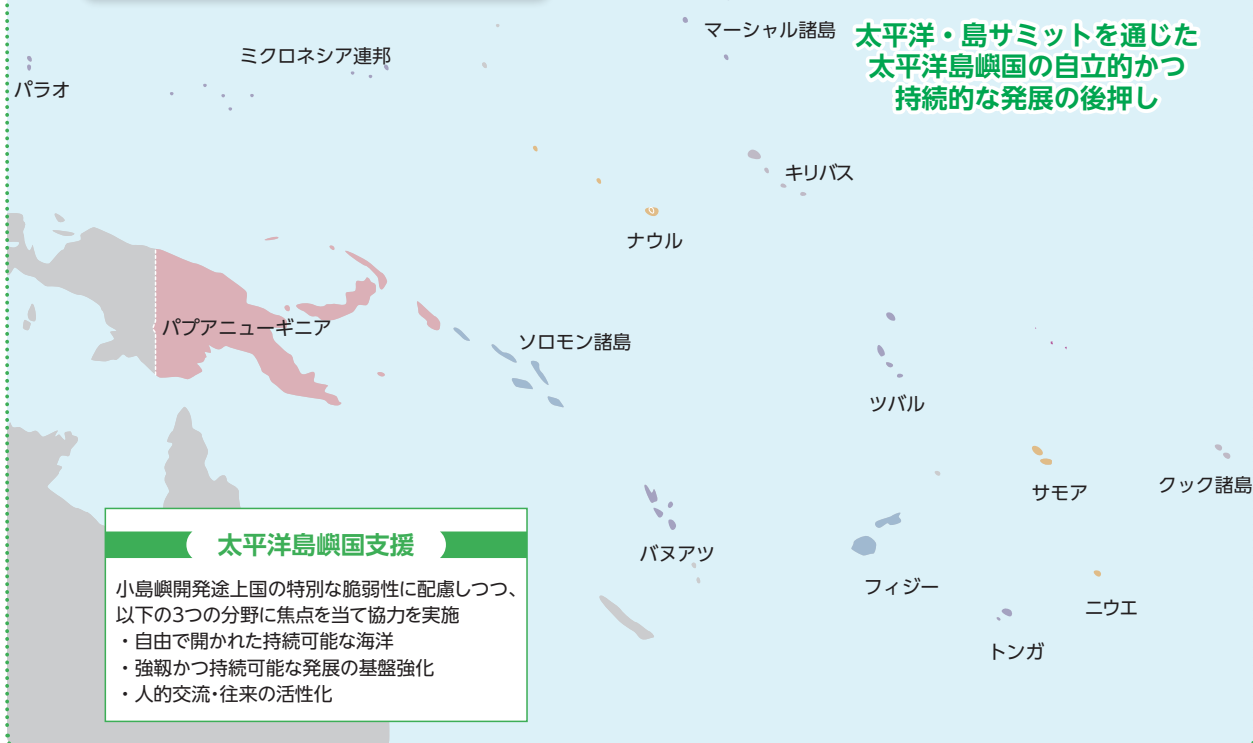 マーシャル諸島
太平洋・島サミットを通じた
太平洋島嶼国の自立的かつ
持続的な発展の後押し
ミクロネシア連邦
パラオ
キリバス
ナウル
パプアニューギニア
ソロモン諸島
ツバル
サモア
クック諸島
バヌアツ
フィジー
ニウエ
トンガ
太平洋島嶼国支援
小島嶼開発途上国の特別な脆弱性に配慮しつつ、
以下の3つの分野に焦点を当て協力を実施
・自由で開かれた持続可能な海洋
・強靱かつ持続可能な発展の基盤強化
・人的交流・往来の活性化